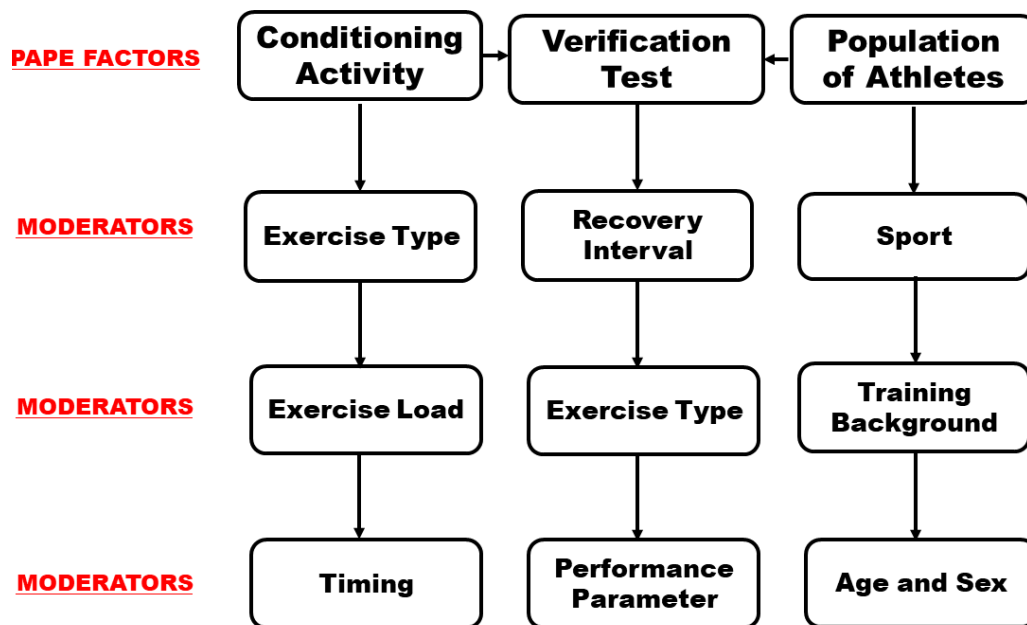 PAPE FACTORS
Conditioning
Activity
Verification
Test
Population
of Athletes
MODERATORS
Exercise Type
Recovery
Interval
Sport
MODERATORS
Exercise Load
Exercise Type
Training
Background
MODERATORS
Timing
Performance
Parameter
Age and Sex